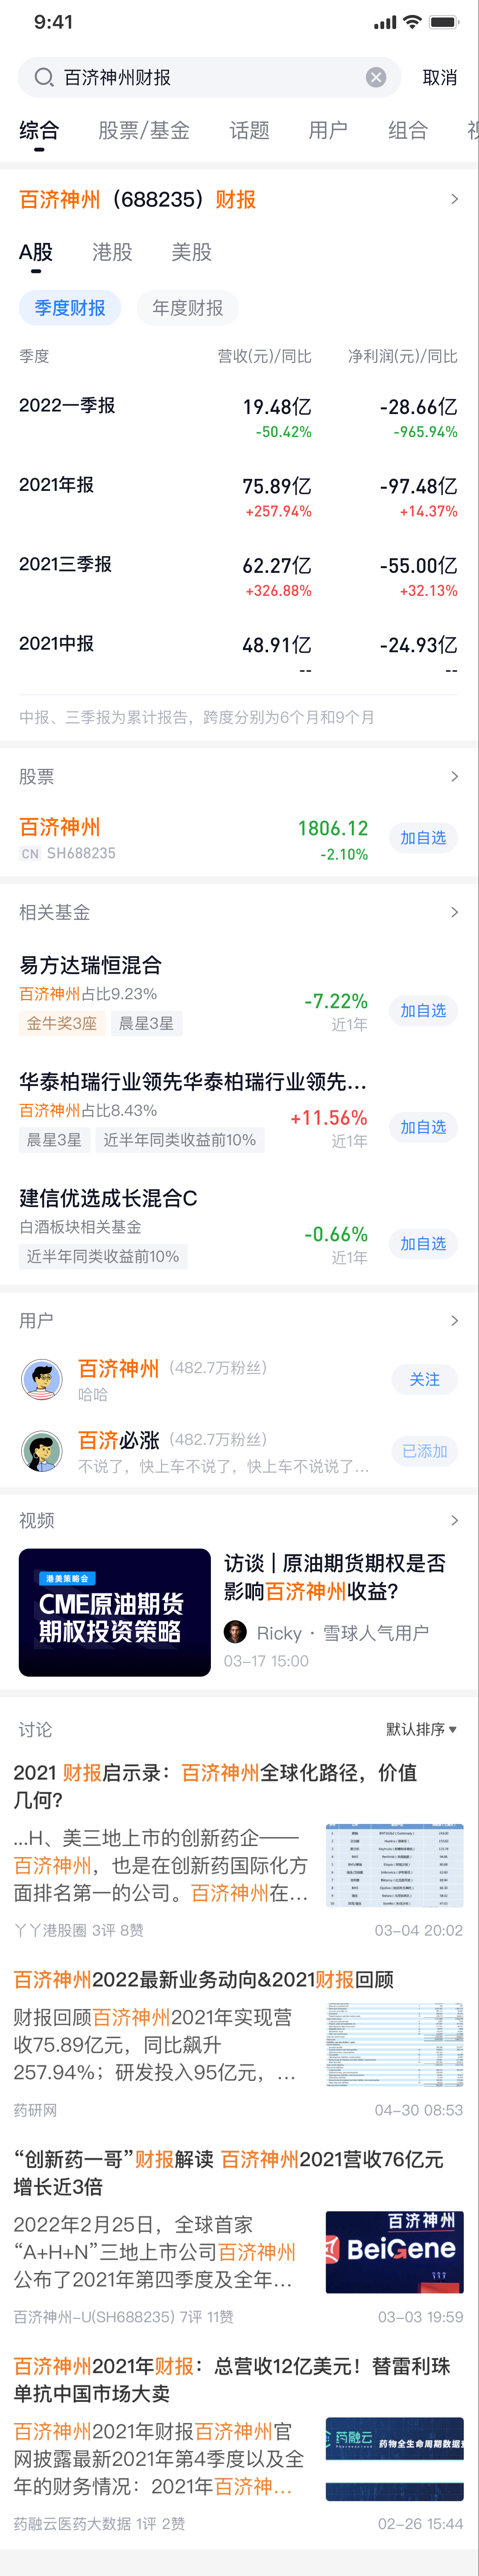 9:41
百济神州财报
取消
综合 股票/基金 话题 用户 组合
百济神州（688235）财报
A股 港股 美股
季度财报 年度财报
季度 营收(元)/同比 净利润(元)/同比
2022一季报 19.48亿 -28.66亿
-50.42% -965.94%
2021年报 75.89亿 -97.48亿
+257.94% +14.37%
2021三季报 62.27亿 -55.00亿
+326.88% +32.13%
2021中报 48.91亿 -24.93亿
-- --
中报、三季报为累计报告，跨度分别为6个月和9个月
股票
百济神州 1806.12 加自选
CN SH688235 -2.10%
相关基金
易方达瑞恒混合
百济神州占比9.23% -7.22% 加自选
金牛奖3座 晨星3星 近1年
华泰柏瑞行业领先华泰柏瑞行业领先...
百济神州占比8.43% +11.56% 加自选
晨星3星 近半年同类收益前10% 近1年
建信优选成长混合C
白酒板块相关基金 -0.66% 加自选
近半年同类收益前10% 近1年
用户
百济神州（482.7万粉丝） 关注
哈哈
百济必涨（482.7万粉丝） 已添加
不说了，快上车不说了，快上车不说说了...
视频
港美策略会
CME原油期货
期权投资策略
访谈 | 原油期货期权是否
影响百济神州收益？
Ricky · 雪球人气用户
03-17 15:00
讨论 默认排序
2021 财报启示录：百济神州全球化路径，价值
几何?
...H、美三地上市的创新药企——
百济神州，也是在创新药国际化方
面排名第一的公司。百济神州在...
丫丫港股圈 3评 8赞 03-04 20:02
百济神州2022最新业务动向&2021财报回顾
财报回顾百济神州2021年实现营
收75.89亿元，同比飙升
257.94%；研发投入95亿元，...
药研网 04-30 08:53
“创新药一哥”财报解读 百济神州2021营收76亿元
增长近3倍
2022年2月25日，全球首家
“A+H+N”三地上市公司百济神州
公布了2021年第四季度及全年...
百济神州
BeiGene
百济神州-U(SH688235) 7评 11赞 03-03 19:59
百济神州2021年财报：总营收12亿美元！替雷利珠
单抗中国市场大卖
百济神州2021年财报百济神州官
网披露最新2021年第4季度以及全
年的财务情况：2021年百济神...
药融云
药物全生命周期数据
药融云医药大数据 1评 2赞 02-26 15:44